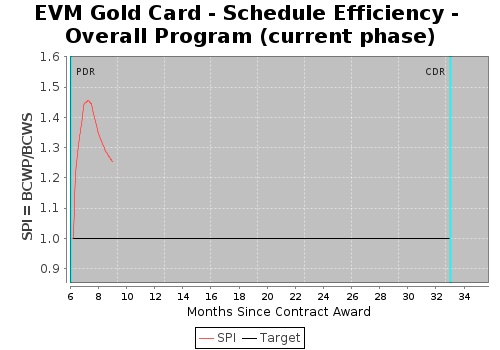 EVM Gold Card - Schedule Efficiency -
Overall Program (current phase)
1.6
1.5
1.4
1.3
1.2
1.1
1.0
0.9
SPI = BCWP/BCWS
PDR
CDR
6 8 10 12 14 16 18 20 22 24 26 28 30 32 34
Months Since Contract Award
SPI Target